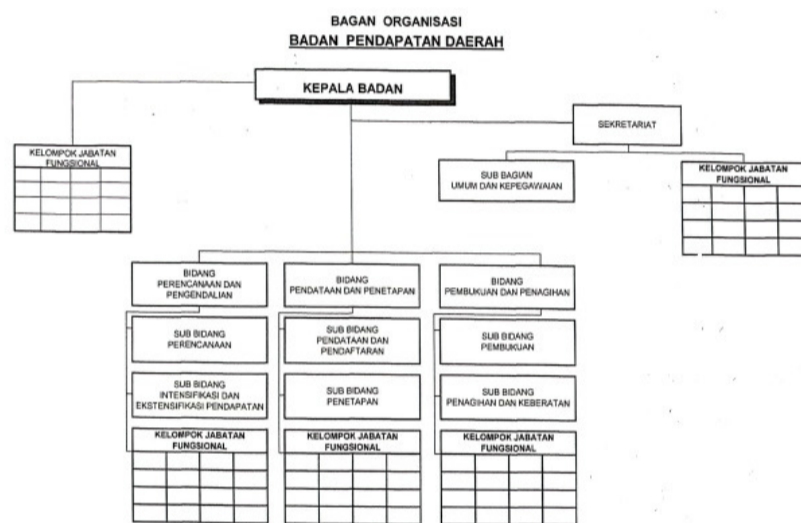 BAGAN ORGANISASI
BADAN PENDAPATAN DAERAH
KEPALA BADAN
SEKRETARIAT
KELOMPOK JABATAN
FUNGSIONAL
SUB BAGIAN
UMUM DAN KEPEGAWAIAN
KELOMPOK JABATAN
FUNGSIONAL
BIDANG
PERENCANAAN DAN
PENGENDALIAN
BIDANG
PENDATAAN DAN PENETAPAN
BIDANG
PEMBUKUAN DAN PENAGIHAN
SUB BIDANG
PERENCANAAN
SUB BIDANG
PENDATAAN DAN
PENDAFTARAN
SUB BIDANG
PEMBUKUAN
SUB BIDANG
INTENSIFIKASI DAN
EKSTENSIFIKASI PENDAPATAN
SUB BIDANG
PENETAPAN
SUB BIDANG
PENAGIHAN DAN KEBERATAN
KELOMPOK JABATAN
FUNGSIONAL
KELOMPOK JABATAN
FUNGSIONAL
KELOMPOK JABATAN
FUNGSIONAL